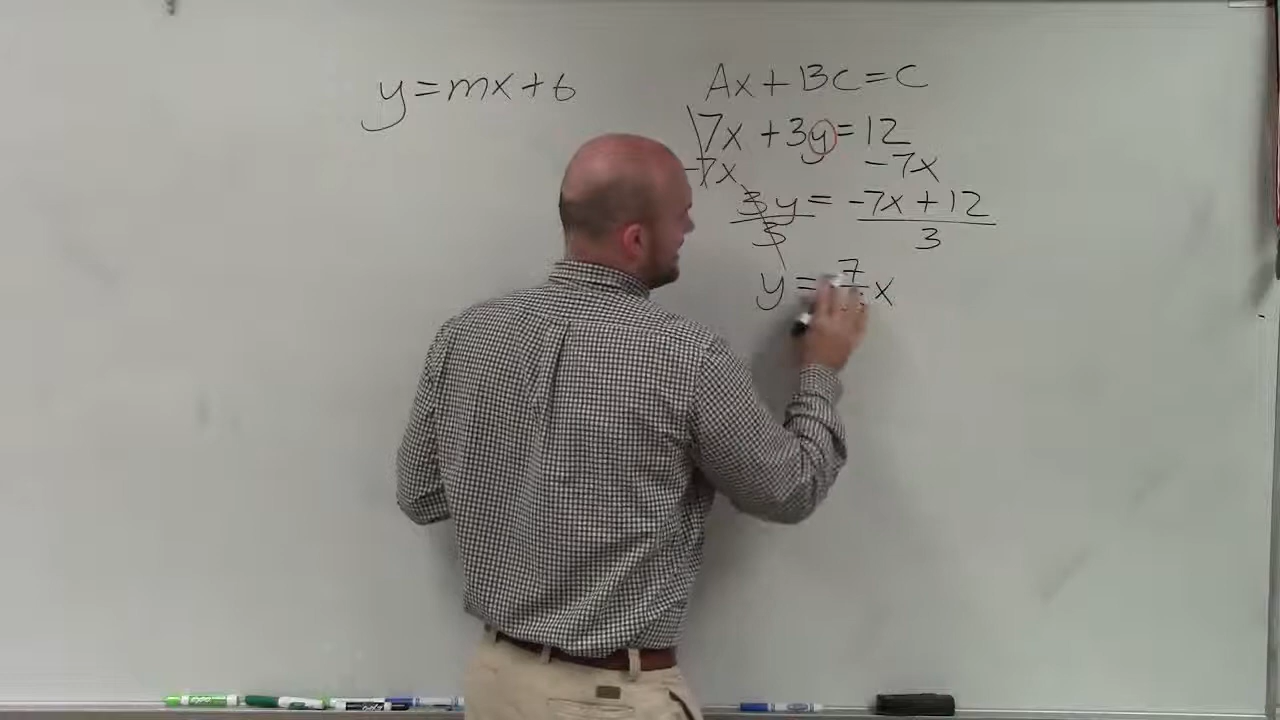 y=mx+b
Ax+BC=C
7x+3y=12
-7x -7x
3y = -7x+12
3 3
y= 7 x